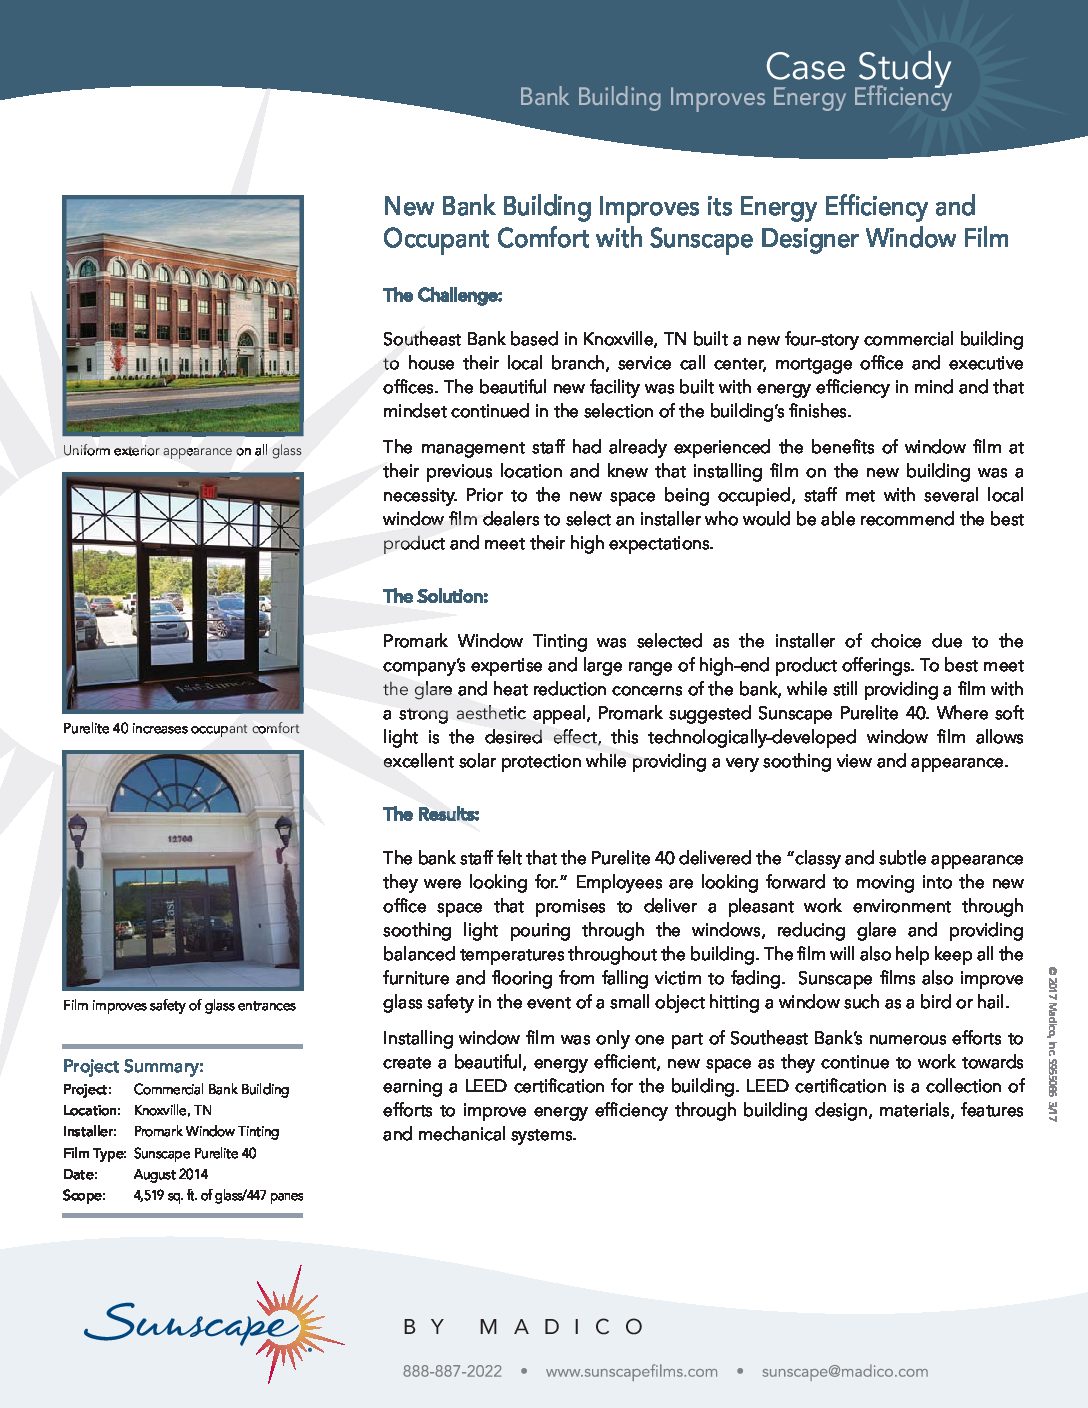 Case Study
Bank Building Improves Energy Efficiency
New Bank Building Improves its Energy Efficiency and
Occupant Comfort with Sunscape Designer Window Film
The Challenge:
Southeast Bank based in Knoxville, TN built a new four-story commercial building
to house their local branch, service call center, mortgage office and executive
offices. The beautiful new facility was built with energy efficiency in mind and that
mindset continued in the selection of the building's finishes.
The management staff had already experienced the benefits of window film at
their previous location and knew that installing film on the new building was a
necessity. Prior to the new space being occupied, staff met with several local
window film dealers to select an installer who would be able recommend the best
product and meet their high expectations.
The Solution:
Promark Window Tinting was selected as the installer of choice due to the
company's expertise and large range of high-end product offerings. To best meet
the glare and heat reduction concerns of the bank, while still providing a film with
a strong aesthetic appeal, Promark suggested Sunscape Purelite 40. Where soft
light is the desired effect, this technologically-developed window film allows
excellent solar protection while providing a very soothing view and appearance.
The Results:
The bank staff felt that the Purelite 40 delivered the "classy and subtle appearance
they were looking for." Employees are looking forward to moving into the new
office space that promises to deliver a pleasant work environment through
soothing light pouring through the windows, reducing glare and providing
balanced temperatures throughout the building. The film will also help keep all the
furniture and flooring from falling victim to fading. Sunscape films also improve
glass safety in the event of a small object hitting a window such as a bird or hail.
Installing window film was only one part of Southeast Bank's numerous efforts to
create a beautiful, energy efficient, new space as they continue to work towards
earning a LEED certification for the building. LEED certification is a collection of
efforts to improve energy efficiency through building design, materials, features
and mechanical systems.
Uniform exterior appearance on all glass
EXIT
Purelite 40 increases occupant comfort
12700
east
Film improves safety of glass entrances
Project Summary:
Project: Commercial Bank Building
Location: Knoxville, TN
Installer: Promark Window Tinting
Film Type: Sunscape Purelite 40
Date: August 2014
Scope: 4,519 sq. ft. of glass/447 panes
© 2017 Madico, Inc. SSS5086 3/17
Sunscape
BY MADICO
888-887-2022 • www.sunscapefilms.com • sunscape@madico.com